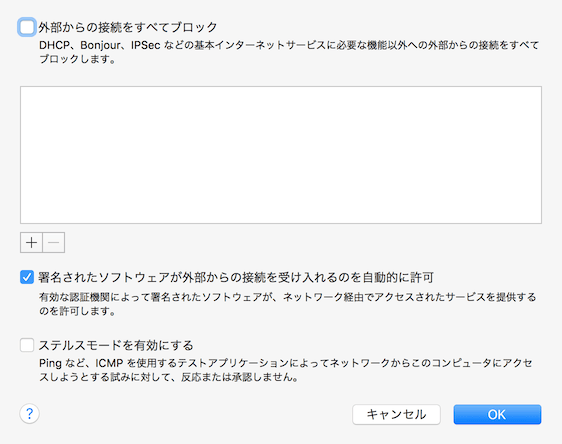 外部からの接続をすべてブロック
DHCP、Bonjour、IPSec などの基本インターネットサービスに必要な機能以外への外部からの接続をすべて
ブロックします。
+ −
署名されたソフトウェアが外部からの接続を受け入れるのを自動的に許可
有効な認証機関によって署名されたソフトウェアが、ネットワーク経由でアクセスされたサービスを提供する
のを許可します。
ステルスモードを有効にする
Ping など、ICMP を使用するテストアプリケーションによってネットワークからこのコンピュータにアクセ
スしようとする試みに対して、反応または承認しません。
? キャンセル OK